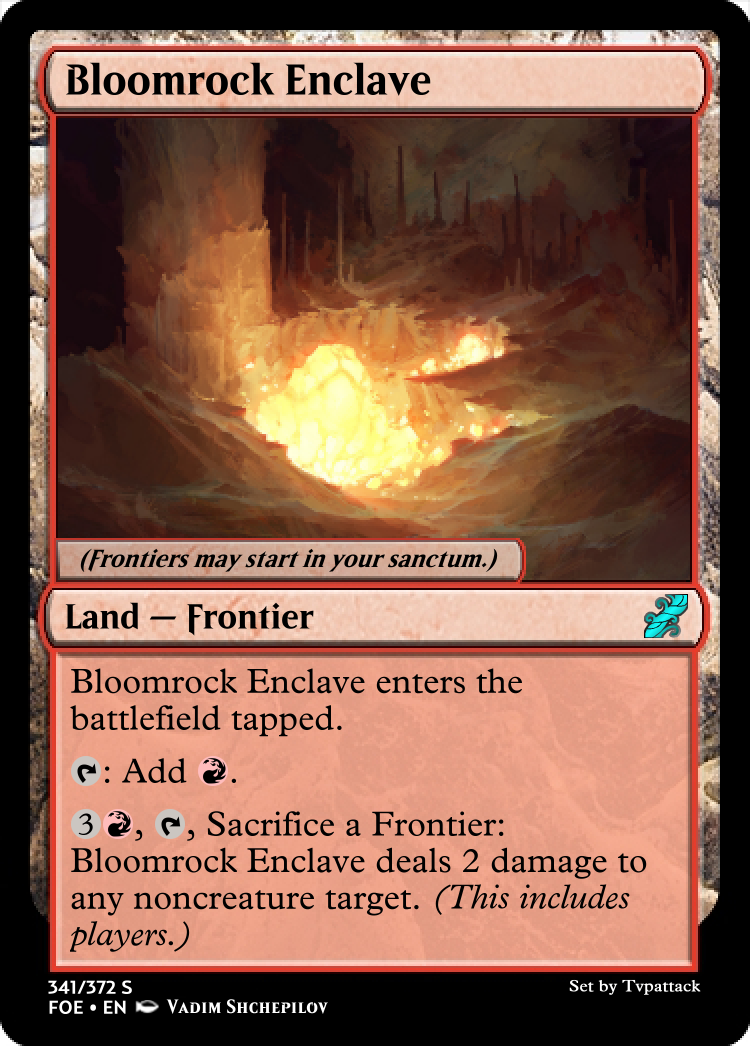 Bloomrock Enclave
(Frontiers may start in your sanctum.)
Land — Frontier
Bloomrock Enclave enters the
battlefield tapped.
: Add .
3, , Sacrifice a Frontier:
Bloomrock Enclave deals 2 damage to
any noncreature target. (This includes
players.)
341/372 S
Set by Tvpattack
FOE • EN VADIM SHCHEPILOV